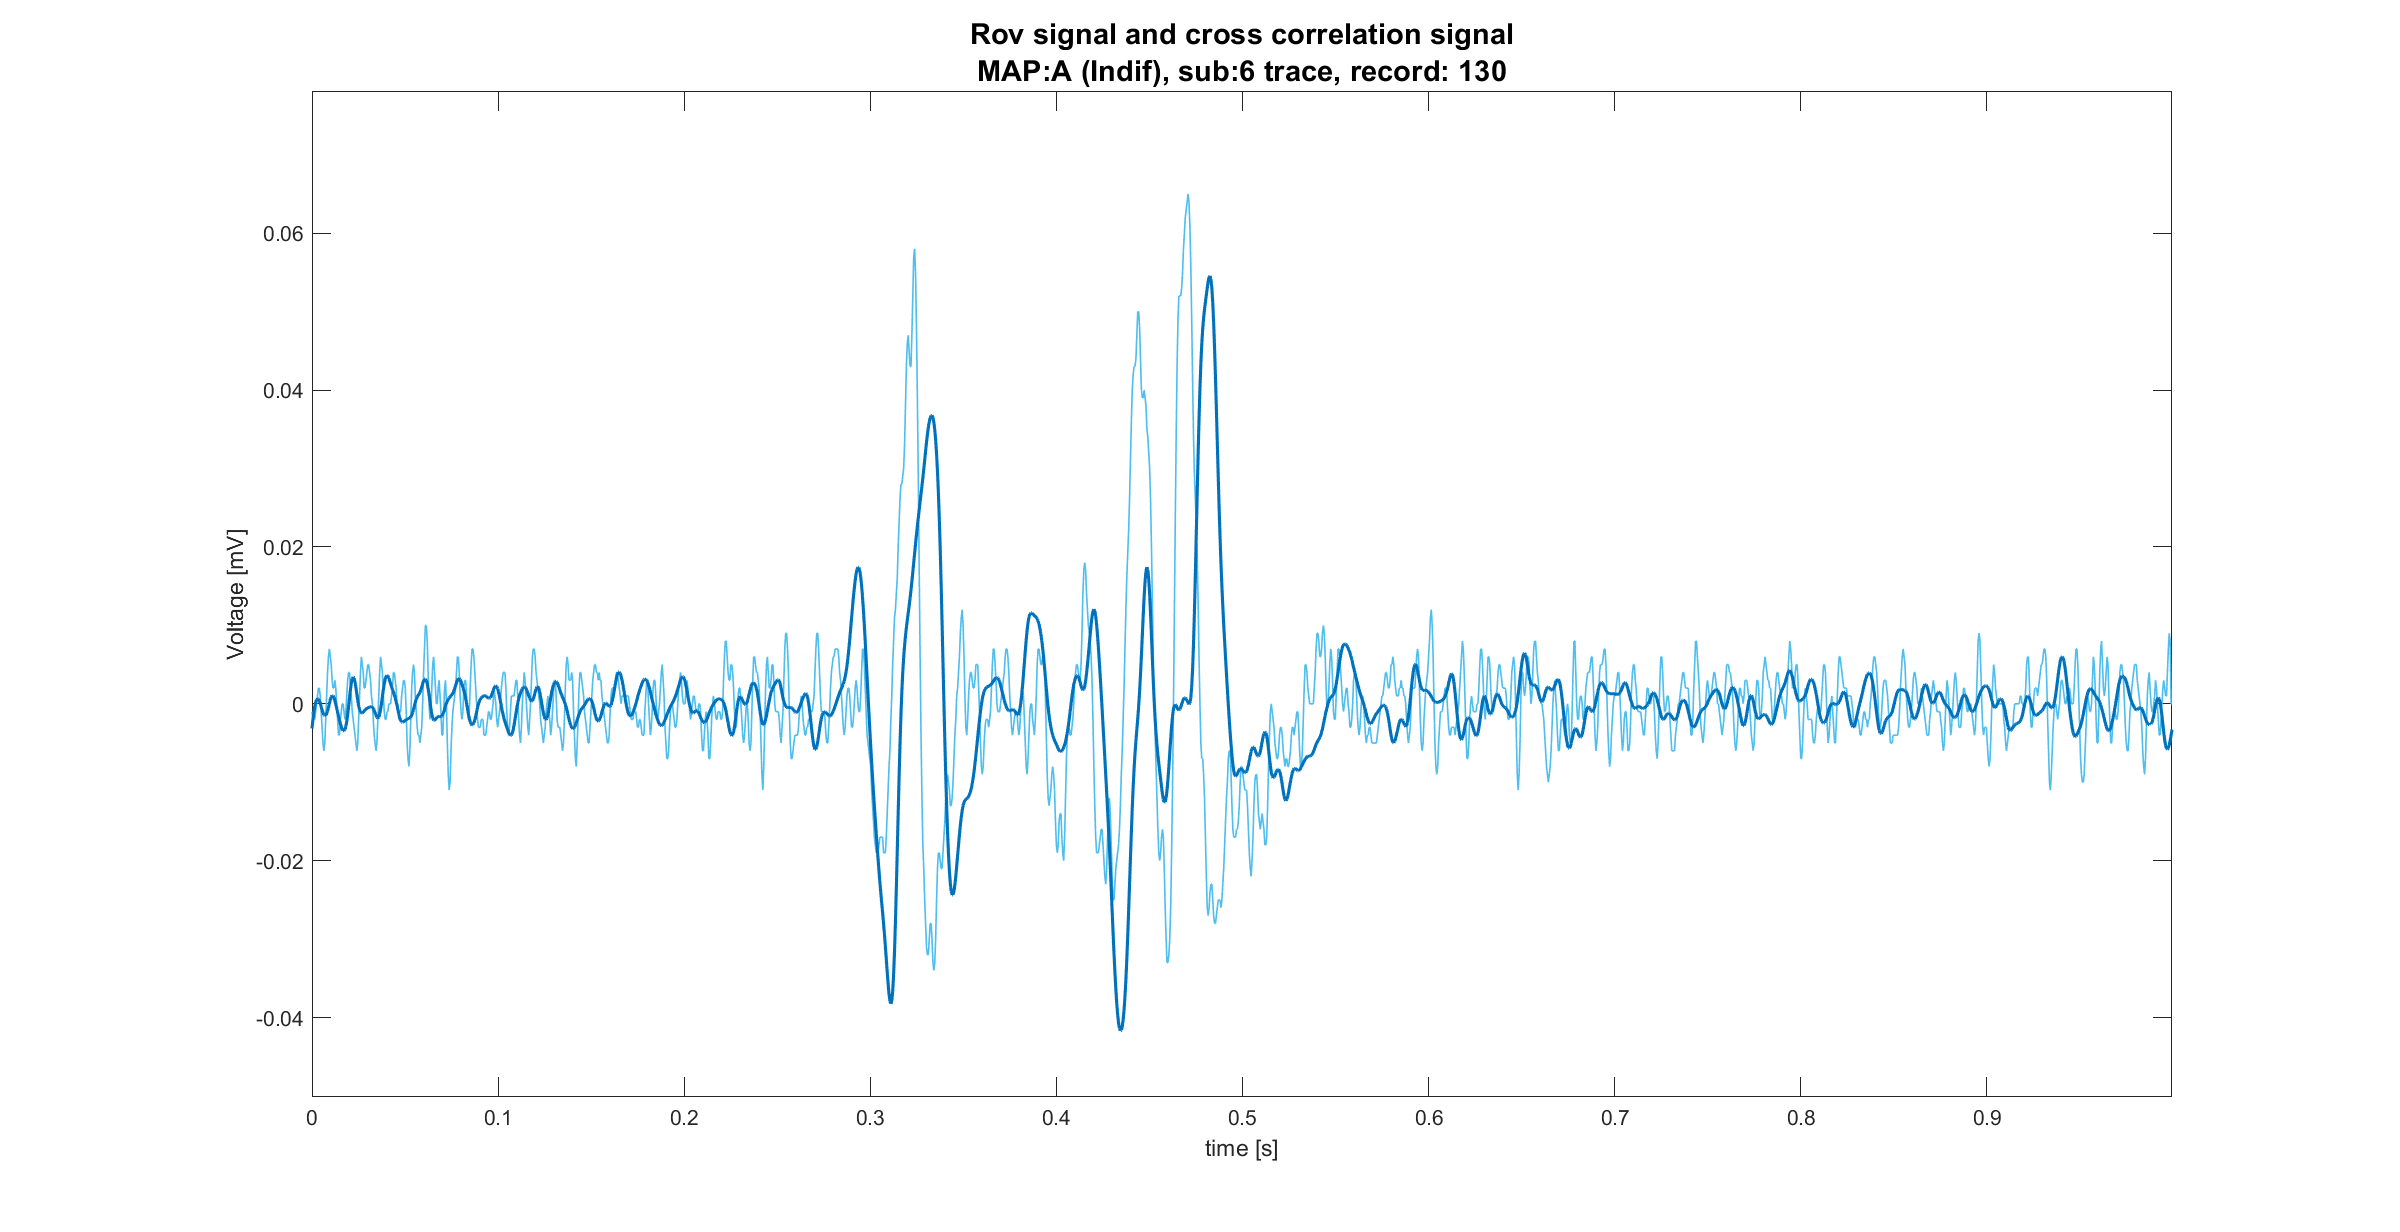 Rov signal and cross correlation signal
MAP:A (Indif), sub:6 trace, record: 130
Voltage [mV]
0.06
0.04
0.02
0
-0.02
-0.04
0 0.1 0.2 0.3 0.4 0.5 0.6 0.7 0.8 0.9
time [s]